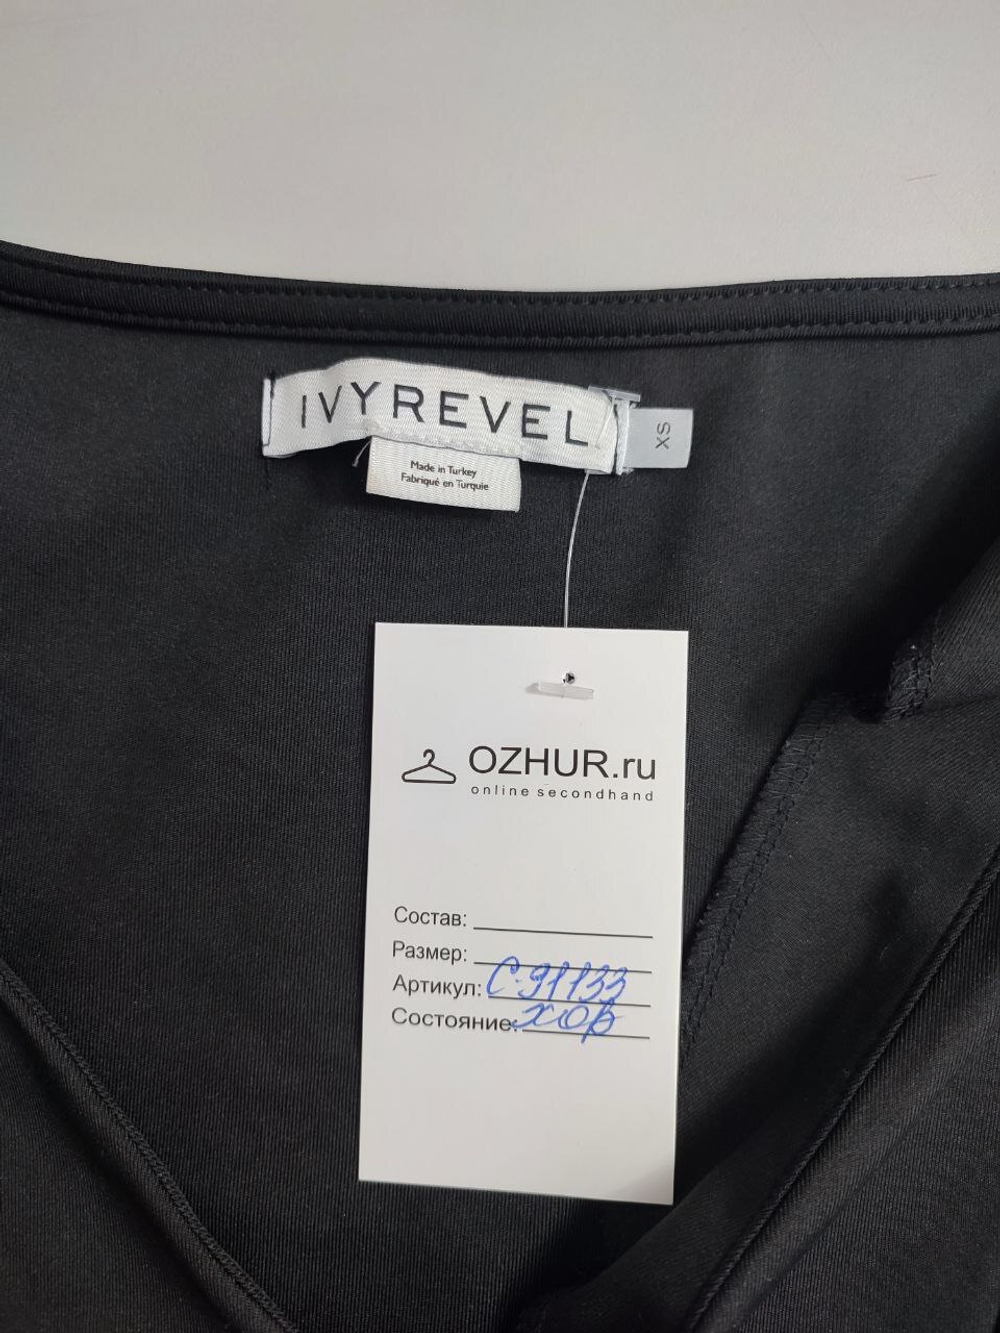 IVYREVEL
XS
Made in Turkey
Fabriqué en Turquie
OZHUR.ru
online secondhand
Состав:
Размер:
Артикул: С-91133
Состояние: хор